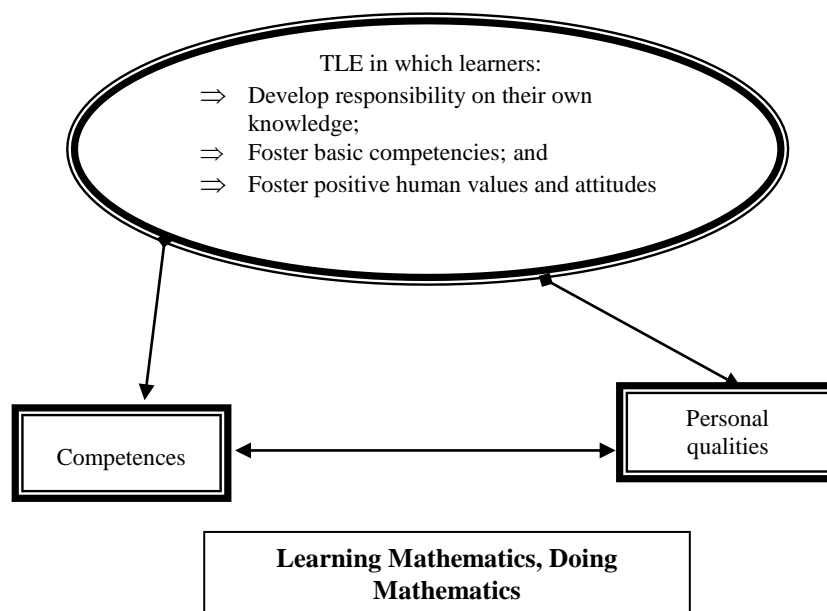 TLE in which learners:
⇒ Develop responsibility on their own
knowledge;
⇒ Foster basic competencies; and
⇒ Foster positive human values and attitudes
Competences
Personal
qualities
Learning Mathematics, Doing
Mathematics